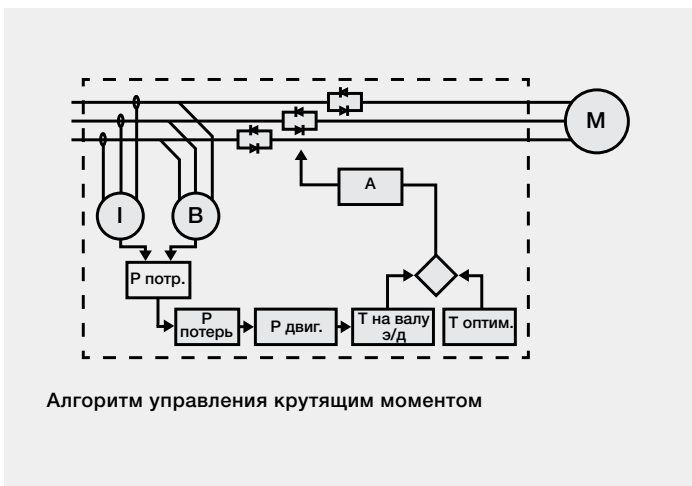 M
A
I
B
P потр.
P
потерь
P двиг.
T на валу
э/д
T оптим.
Алгоритм управления крутящим моментом